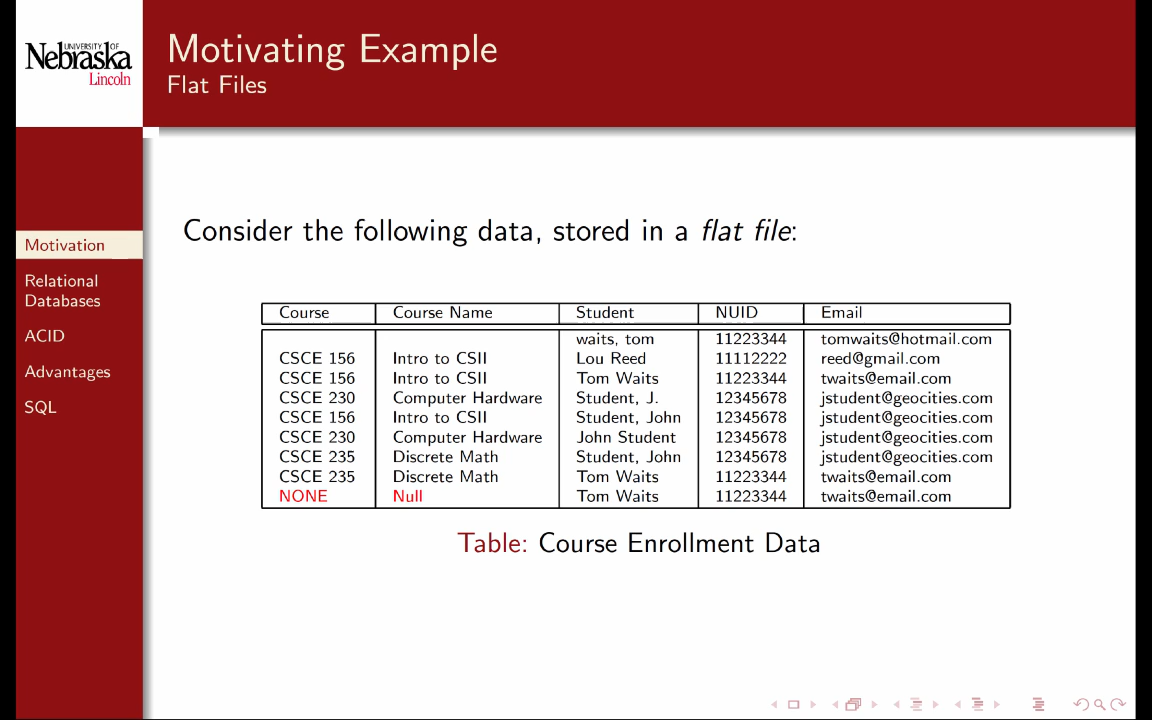 UNIVERSITY OF
Nebraska
Lincoln
Motivating Example
Flat Files
Motivation
Relational
Databases
ACID
Advantages
SQL
Consider the following data, stored in a flat file:
Course Course Name Student NUID Email
waits, tom 11223344 tomwaits@hotmail.com
CSCE 156 Intro to CSII Lou Reed 11112222 reed@gmail.com
CSCE 156 Intro to CSII Tom Waits 11223344 twaits@email.com
CSCE 230 Computer Hardware Student, J. 12345678 jstudent@geocities.com
CSCE 156 Intro to CSII Student, John 12345678 jstudent@geocities.com
CSCE 230 Computer Hardware John Student 12345678 jstudent@geocities.com
CSCE 235 Discrete Math Student, John 12345678 jstudent@geocities.com
CSCE 235 Discrete Math Tom Waits 11223344 twaits@email.com
NONE Null Tom Waits 11223344 twaits@email.com
Table: Course Enrollment Data